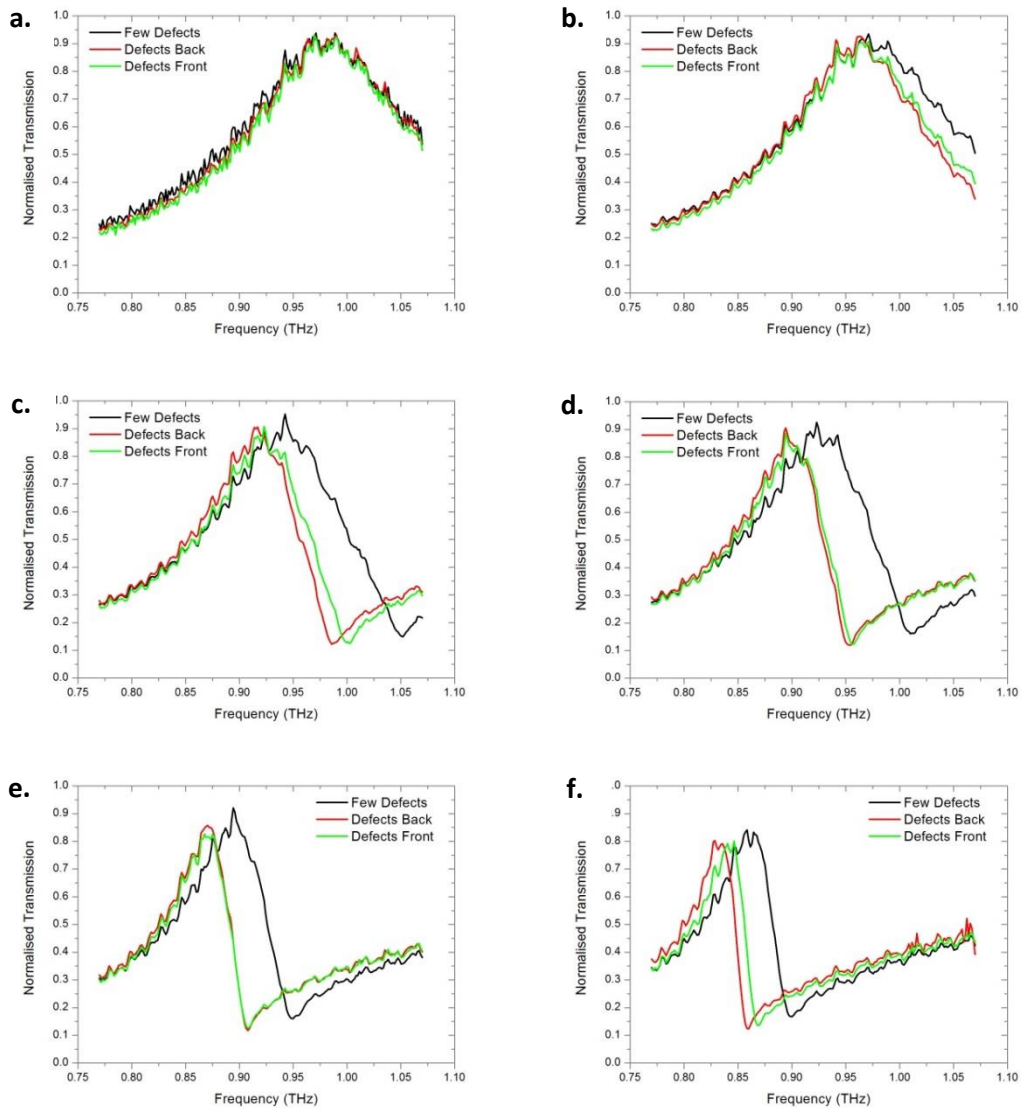 a.
Few Defects
Defects Back
Defects Front
Normalised Transmission
1.0
0.9
0.8
0.7
0.6
0.5
0.4
0.3
0.2
0.1
0.0
0.75 0.80 0.85 0.90 0.95 1.00 1.05 1.10
Frequency (THz)
b.
Few Defects
Defects Back
Defects Front
Normalised Transmission
1.0
0.9
0.8
0.7
0.6
0.5
0.4
0.3
0.2
0.1
0.0
0.75 0.80 0.85 0.90 0.95 1.00 1.05 1.10
Frequency (THz)
c.
Few Defects
Defects Back
Defects Front
Normalised Transmission
1.0
0.9
0.8
0.7
0.6
0.5
0.4
0.3
0.2
0.1
0.0
0.75 0.80 0.85 0.90 0.95 1.00 1.05 1.10
Frequency (THz)
d.
Few Defects
Defects Back
Defects Front
Normalised Transmission
1.0
0.9
0.8
0.7
0.6
0.5
0.4
0.3
0.2
0.1
0.0
0.75 0.80 0.85 0.90 0.95 1.00 1.05 1.10
Frequency (THz)
e.
Few Defects
Defects Back
Defects Front
Normalised Transmission
1.0
0.9
0.8
0.7
0.6
0.5
0.4
0.3
0.2
0.1
0.0
0.75 0.80 0.85 0.90 0.95 1.00 1.05 1.10
Frequency (THz)
f.
Few Defects
Defects Back
Defects Front
Normalised Transmission
.0
0.9
0.8
0.7
0.6
0.5
0.4
0.3
0.2
0.1
0.0
0.75 0.80 0.85 0.90 0.95 1.00 1.05 1.10
Frequency (THz)